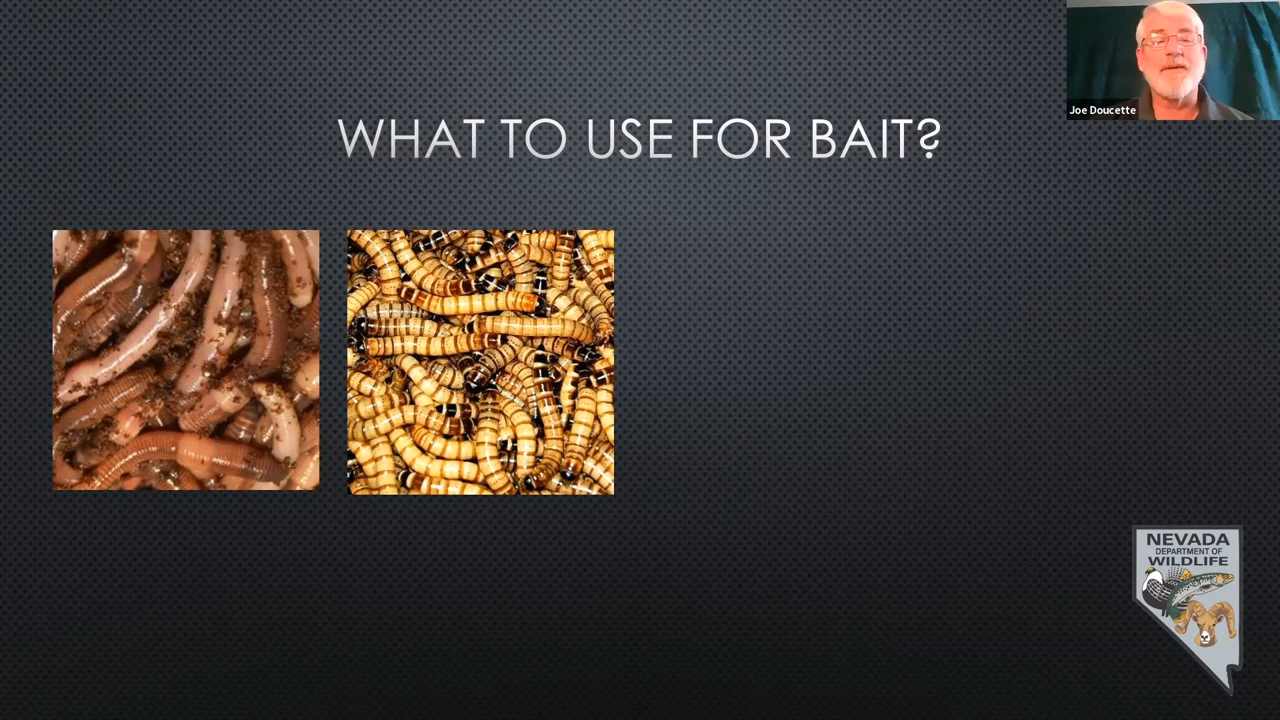 Joe Doucette
WHAT TO USE FOR BAIT?
NEVADA
DEPARTMENT OF
WILDLIFE